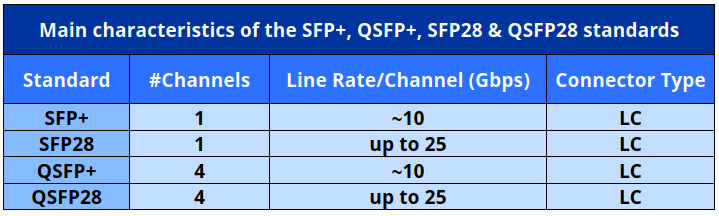 Main characteristics of the SFP+, QSFP+, SFP28 & QSFP28 standards
Standard #Channels Line Rate/Channel (Gbps) Connector Type
SFP+ 1 ~10 LC
SFP28 1 up to 25 LC
QSFP+ 4 ~10 LC
QSFP28 4 up to 25 LC